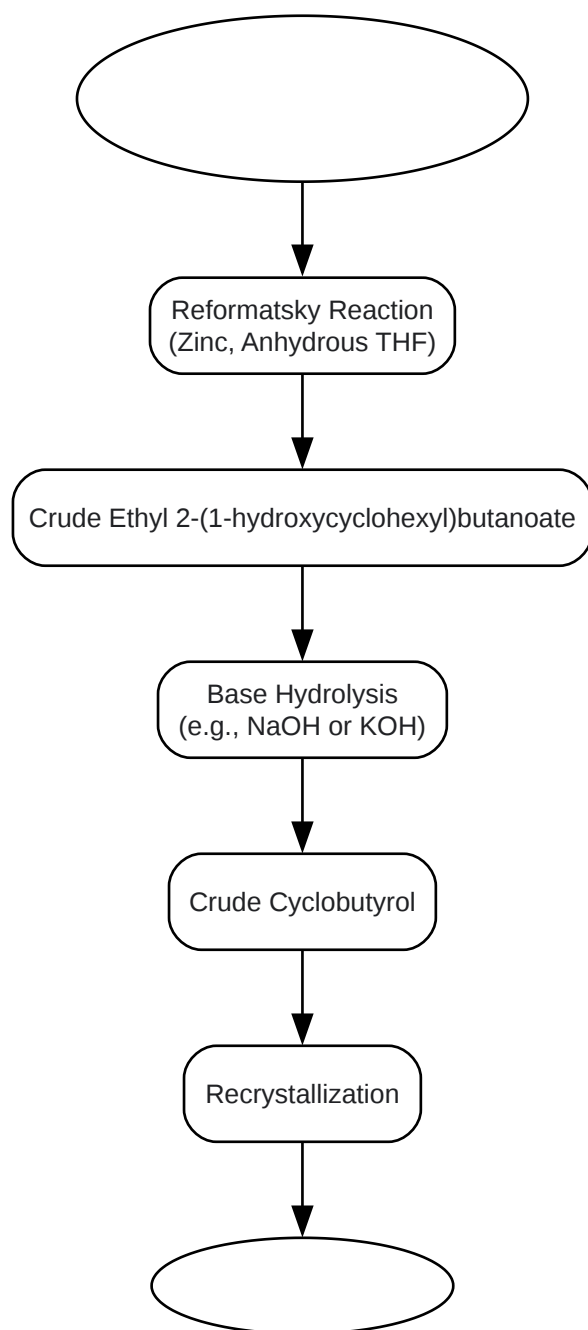 Reformatsky Reaction
(Zinc, Anhydrous THF)
Crude Ethyl 2-(1-hydroxycyclohexyl)butanoate
Base Hydrolysis
(e.g., NaOH or KOH)
Crude Cyclobutyrol
Recrystallization